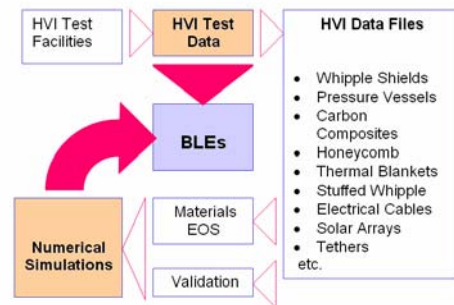 HVI Test
Facilities
HVI Test
Data
HVI Data Files
• Whipple Shields
• Pressure Vessels
• Carbon
Composites
• Honeycomb
• Thermal Blankets
• Stuffed Whipple
• Electrical Cables
• Solar Arrays
• Tethers
etc.
BLEs
Numerical
Simulations
Materials
EOS
Validation